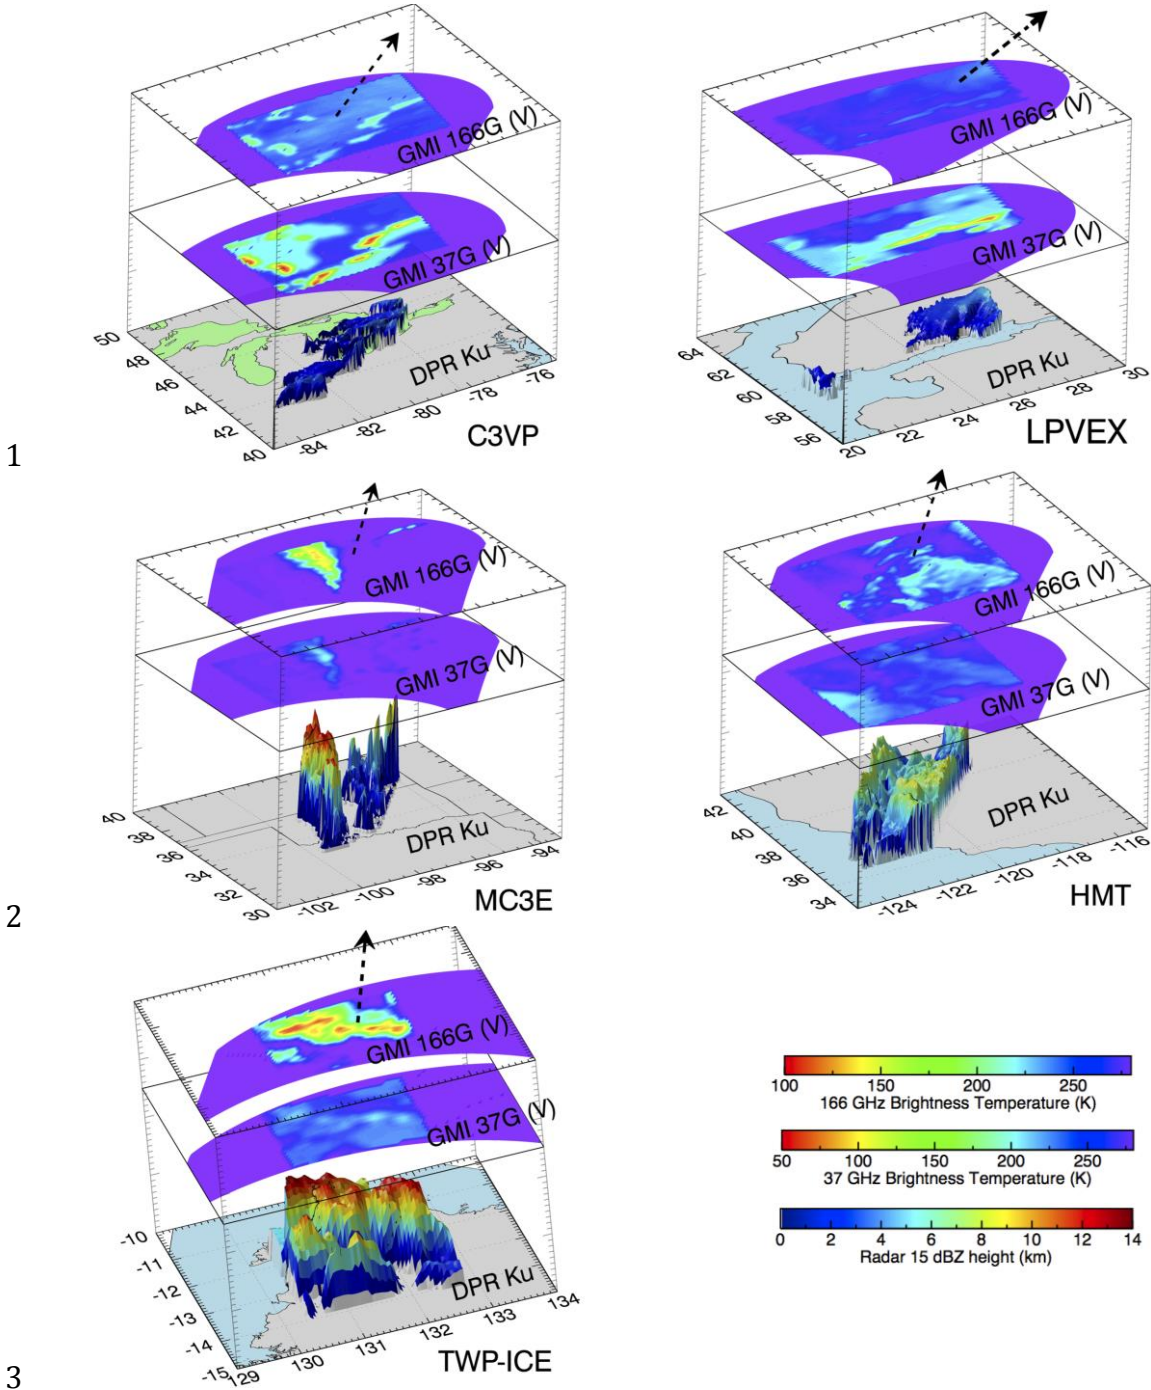 GMI 166G (V)
GMI 37G (V)
DPR Ku
50
48
46
44
42
40
-84
-82
-80
-78
-76
C3VP
GMI 166G (V)
GMI 37G (V)
DPR Ku
64
62
60
58
56
20
22
24
26
28
30
LPVEX
1
GMI 166G (V)
GMI 37G (V)
DPR Ku
40
38
36
34
32
30
-102
-100
-98
-96
-94
MC3E
GMI 166G (V)
GMI 37G (V)
DPR Ku
42
40
38
36
34
-124
-122
-120
-118
-116
HMT
2
GMI 166G (V)
GMI 37G (V)
DPR Ku
-10
-11
-12
-13
-14
-15
129
130
131
132
133
134
TWP-ICE
100 150 200 250
166 GHz Brightness Temperature (K)
50 100 150 200 250
37 GHz Brightness Temperature (K)
0 2 4 6 8 10 12 14
Radar 15 dBZ height (km)
3